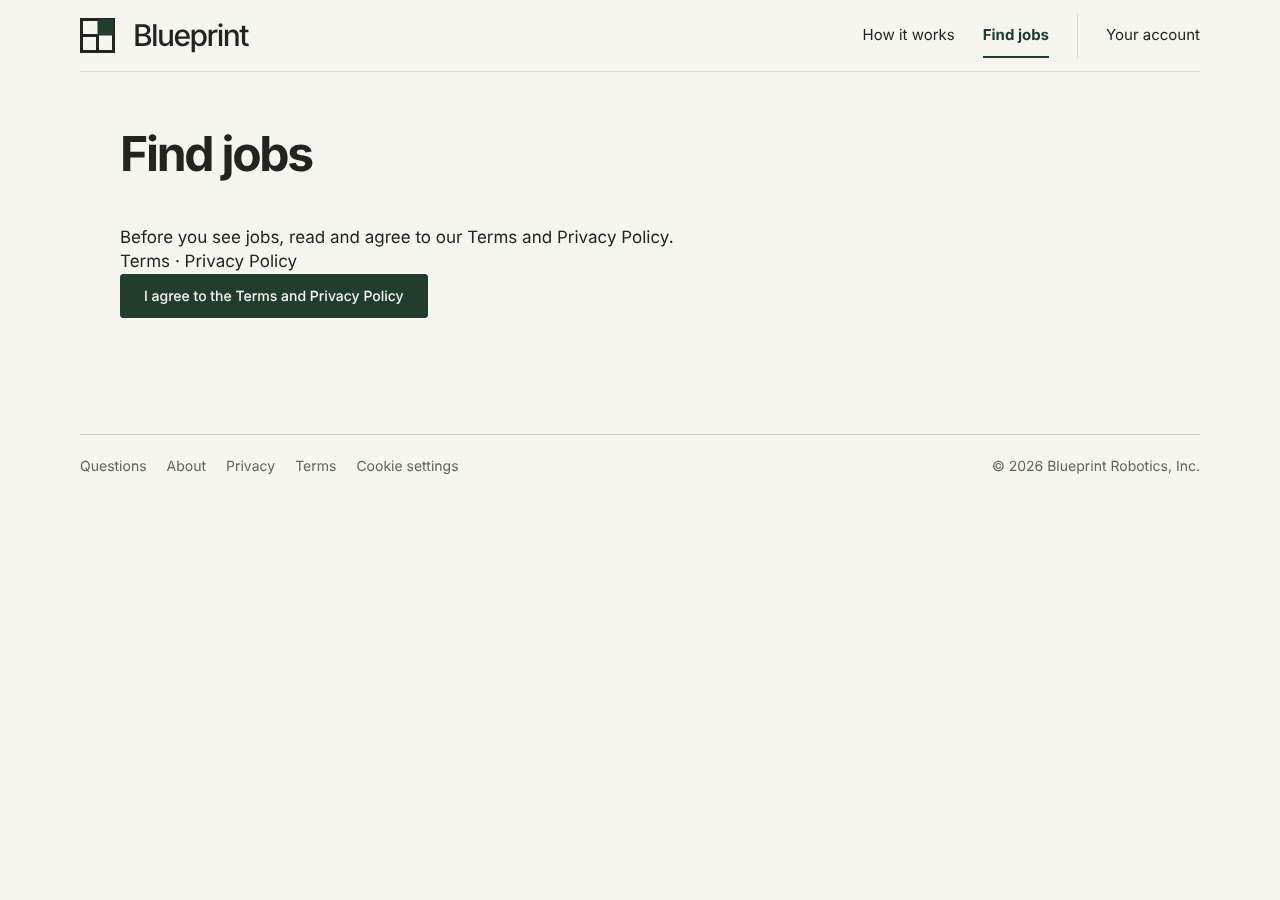 Blueprint
How it works
Find jobs
Your account
Find jobs
Before you see jobs, read and agree to our Terms and Privacy Policy.
Terms · Privacy Policy
I agree to the Terms and Privacy Policy
Questions
About
Privacy
Terms
Cookie settings
© 2026 Blueprint Robotics, Inc.